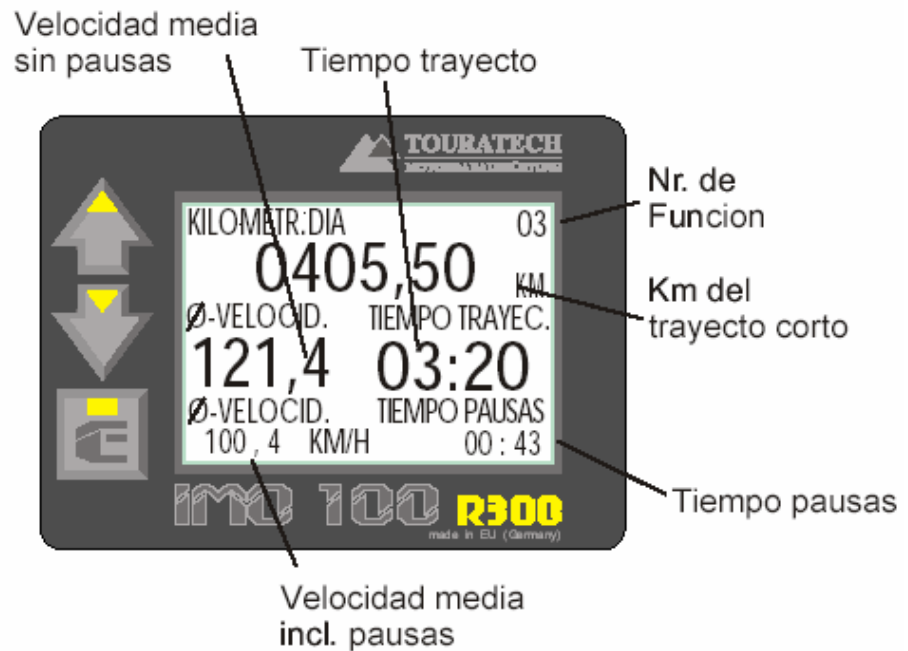 Velocidad media
sin pausas
Tiempo trayecto
TOURATECH
Nr. de
Funcion
KILOMETR:DIA 03
0405,50 KM
Km del
trayecto corto
Ø-VELOCID. TIEMPO TRAYEC.
121,4 03:20
Ø-VELOCID. TIEMPO PAUSAS
100,4 KM/H 00:43
Tiempo pausas
IMO 100 R300
made in EU (Germany)
Velocidad media
incl. pausas